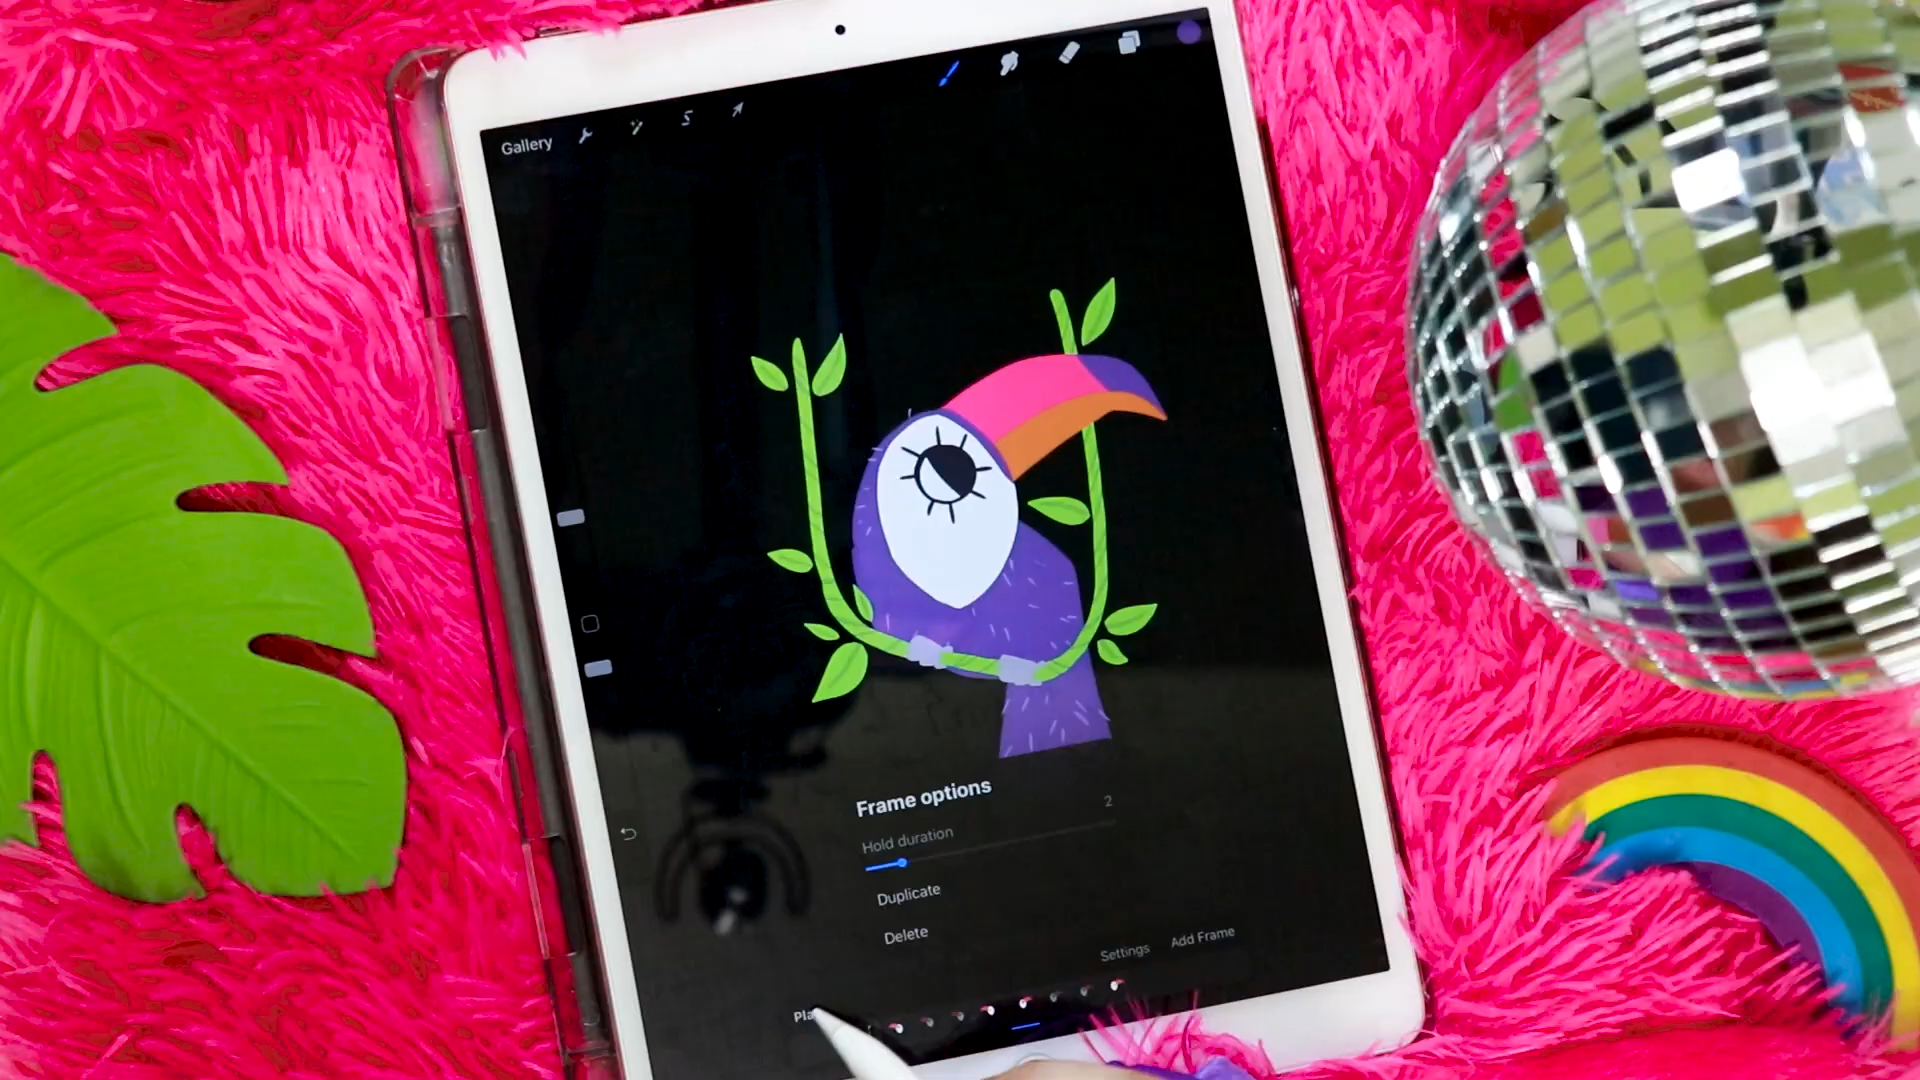 Gallery
Frame options
Hold duration 2
Duplicate
Delete
Settings Add Frame